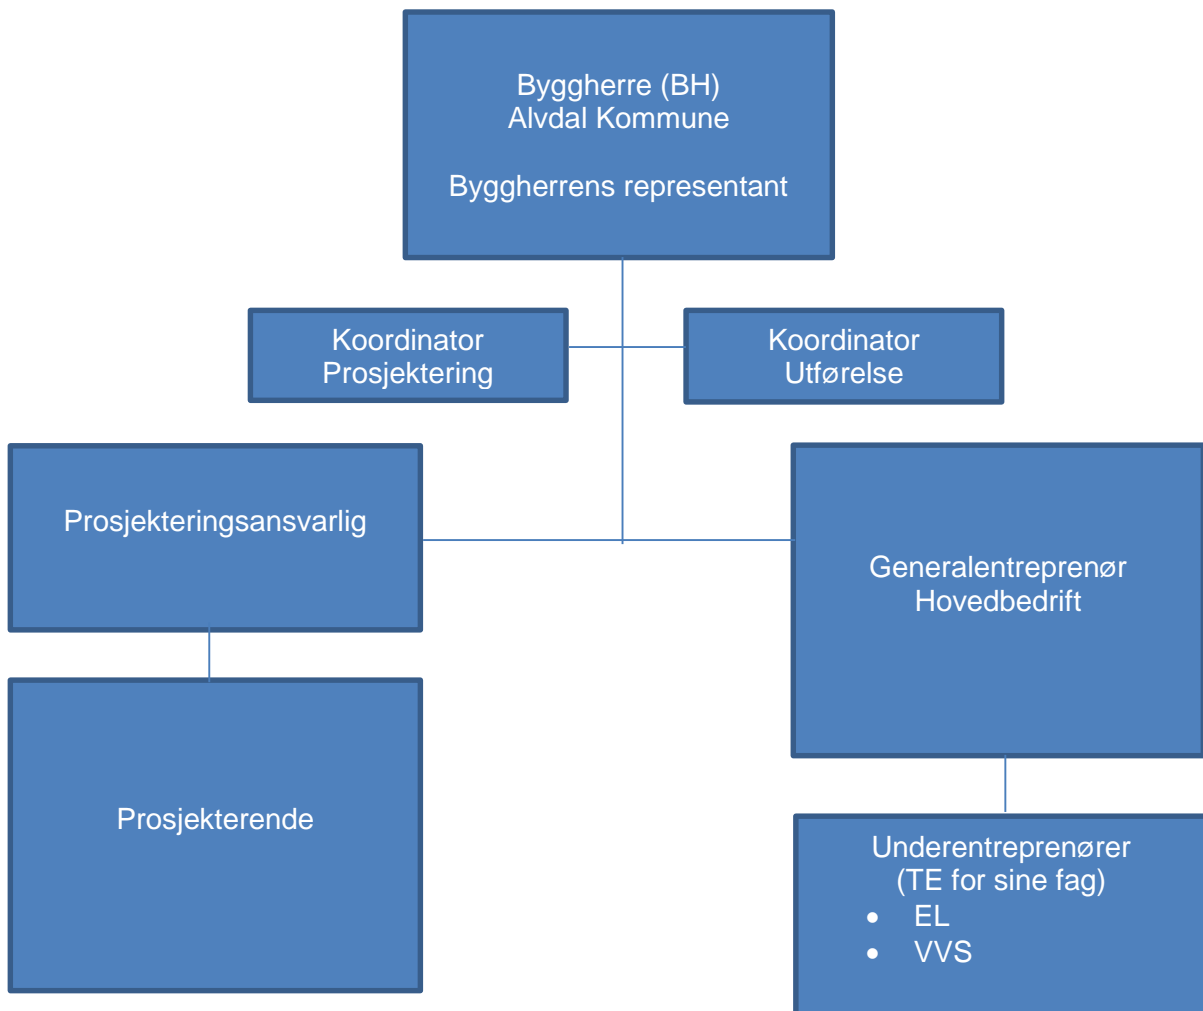 Byggherre (BH)
Alvdal Kommune
Byggherrens representant
Koordinator
Prosjektering
Koordinator
Utførelse
Prosjekteringsansvarlig
Generalentreprenør
Hovedbedrift
Prosjekterende
Underentreprenører
(TE for sine fag)
• EL
• VVS